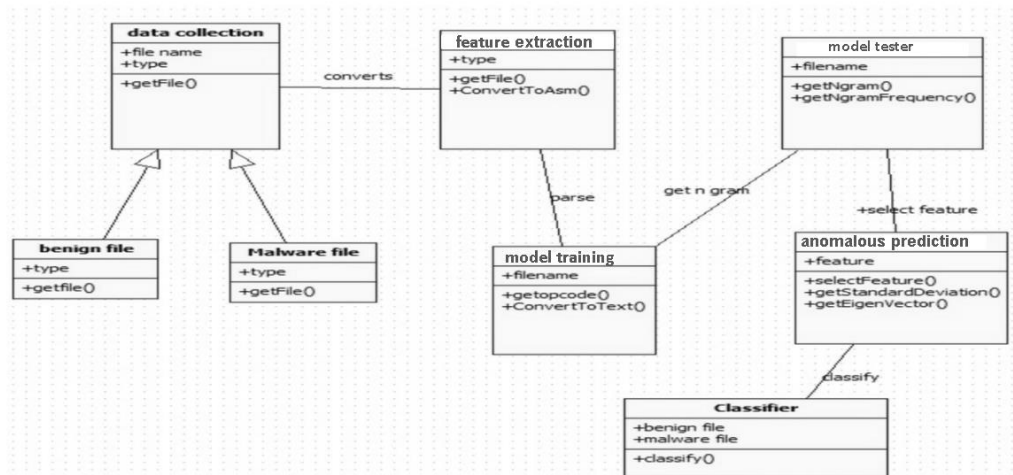 data collection
+file name
+type
+getFile()
converts
feature extraction
+type
+getFile()
+ConvertToAsm()
model tester
+filename
+getNgram()
+getNgramFrequency()
parse
get n gram
+select feature
benign file
+type
+getfile()
Malware file
+type
+getFile()
model training
+filename
+getopcode()
+ConvertToText()
anomalous prediction
+feature
+selectFeature()
+getStandardDeviation()
+getEigenVector()
classify
Classifier
+benign file
+malware file
+classify()